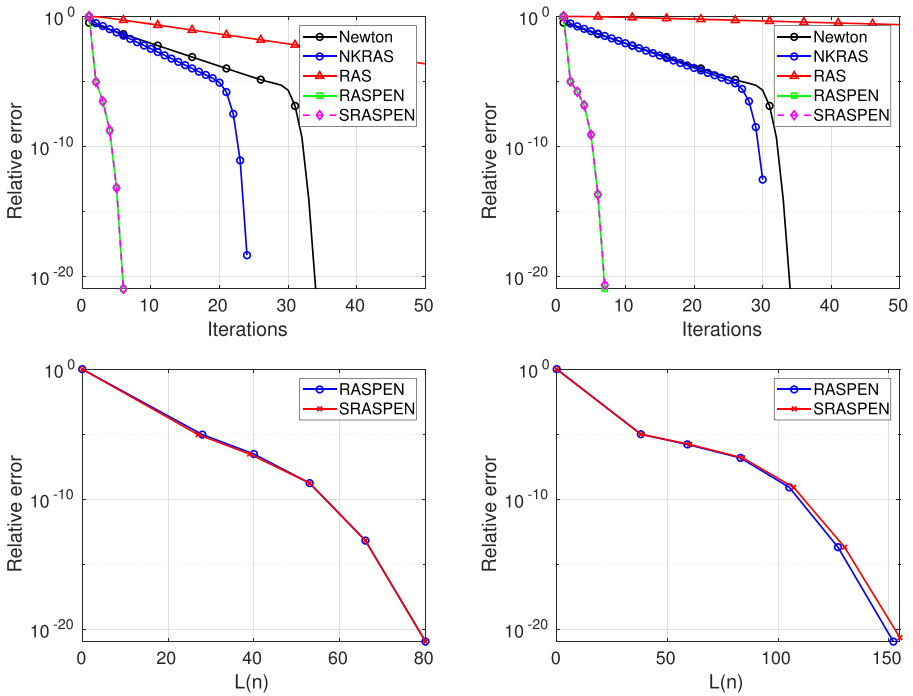 10^0
10^-10
10^-20
Relative error
0
10
20
30
40
50
Iterations
Newton
NKRAS
RAS
RASPEN
SRASPEN
10^0
10^-10
10^-20
Relative error
0
10
20
30
40
50
Iterations
Newton
NKRAS
RAS
RASPEN
SRASPEN
10^0
10^-10
10^-20
Relative error
0
20
40
60
80
L(n)
RASPEN
SRASPEN
10^0
10^-10
10^-20
Relative error
0
50
100
150
L(n)
RASPEN
SRASPEN